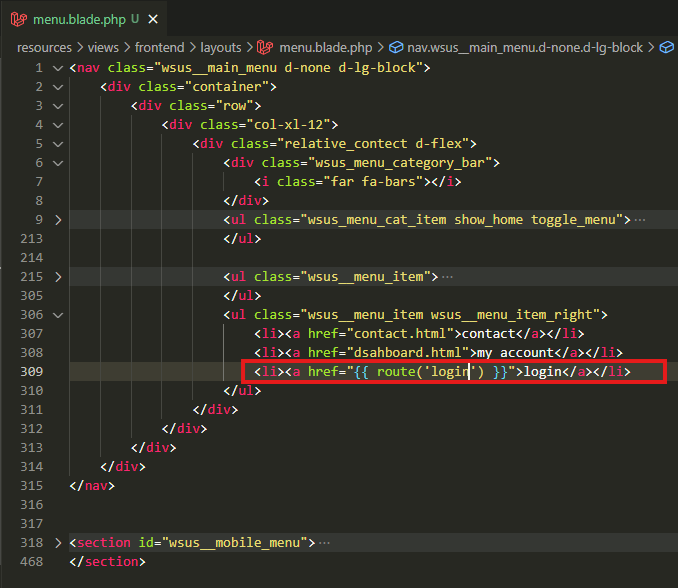 menu.blade.php U ×
resources > views > frontend > layouts > menu.blade.php > nav.wsus__main_menu.d-none.d-lg-block >
1 <nav class="wsus__main_menu d-none d-lg-block">
2 <div class="container">
3 <div class="row">
4 <div class="col-xl-12">
5 <div class="relative_contect d-flex">
6 <div class="wsus_menu_category_bar">
7 <i class="far fa-bars"></i>
8 </div>
9 <ul class="wsus_menu_cat_item show_home toggle_menu">…
213 </ul>
214
215 <ul class="wsus__menu_item">…
305 </ul>
306 <ul class="wsus__menu_item wsus__menu_item_right">
307 <li><a href="contact.html">contact</a></li>
308 <li><a href="dsahboard.html">my account</a></li>
309 <li><a href="{{ route('login') }}">login</a></li>
310 </ul>
311 </div>
312 </div>
313 </div>
314 </div>
315 </nav>
316
317
318 <section id="wsus__mobile_menu">…
468 </section>